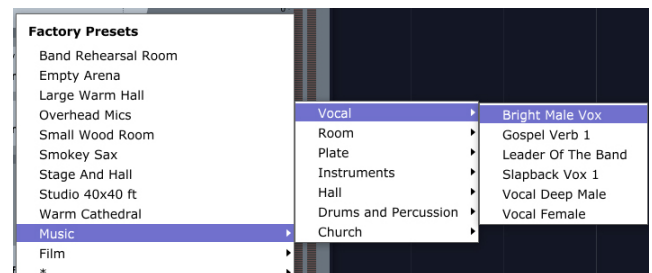 Factory Presets
Band Rehearsal Room
Empty Arena
Large Warm Hall
Overhead Mics
Small Wood Room
Smokey Sax
Stage And Hall
Studio 40x40 ft
Warm Cathedral
Music
Film
*
Vocal
Room
Plate
Instruments
Hall
Drums and Percussion
Church
Bright Male Vox
Gospel Verb 1
Leader Of The Band
Slapback Vox 1
Vocal Deep Male
Vocal Female